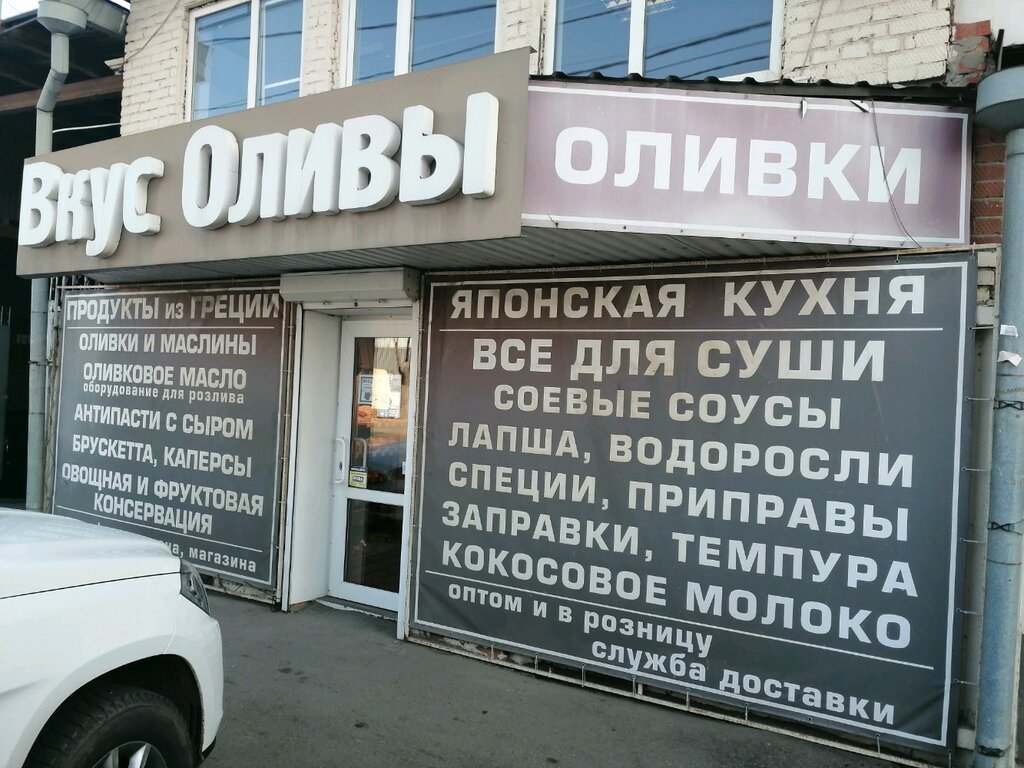 Вкус Оливы
ОЛИВКИ
ПРОДУКТЫ из ГРЕЦИИ
ОЛИВКИ И МАСЛИНЫ
ОЛИВКОВОЕ МАСЛО
оборудование для розлива
АНТИПАСТИ С СЫРОМ
БРУСКЕТТА, КАПЕРСЫ
ОВОЩНАЯ И ФРУКТОВАЯ
КОНСЕРВАЦИЯ
магазина
ЯПОНСКАЯ КУХНЯ
ВСЕ ДЛЯ СУШИ
СОЕВЫЕ СОУСЫ
ЛАПША, ВОДОРОСЛИ
СПЕЦИИ, ПРИПРАВЫ
ЗАПРАВКИ, ТЕМПУРА
КОКОСОВОЕ МОЛОКО
ОПТОМ И В РОЗНИЦУ
СЛУЖБА ДОСТАВКИ